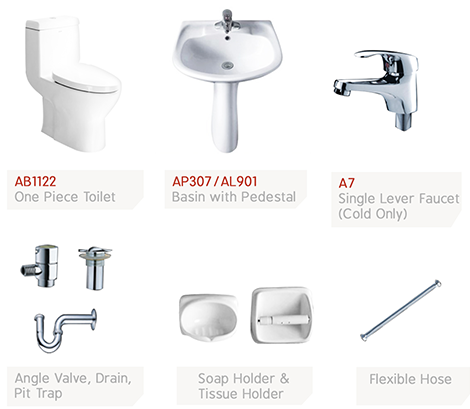 AB1122
One Piece Toilet
AP307/AL901
Basin with Pedestal
A7
Single Lever Faucet
(Cold Only)
Angle Valve, Drain,
Pit Trap
Soap Holder &
Tissue Holder
Flexible Hose